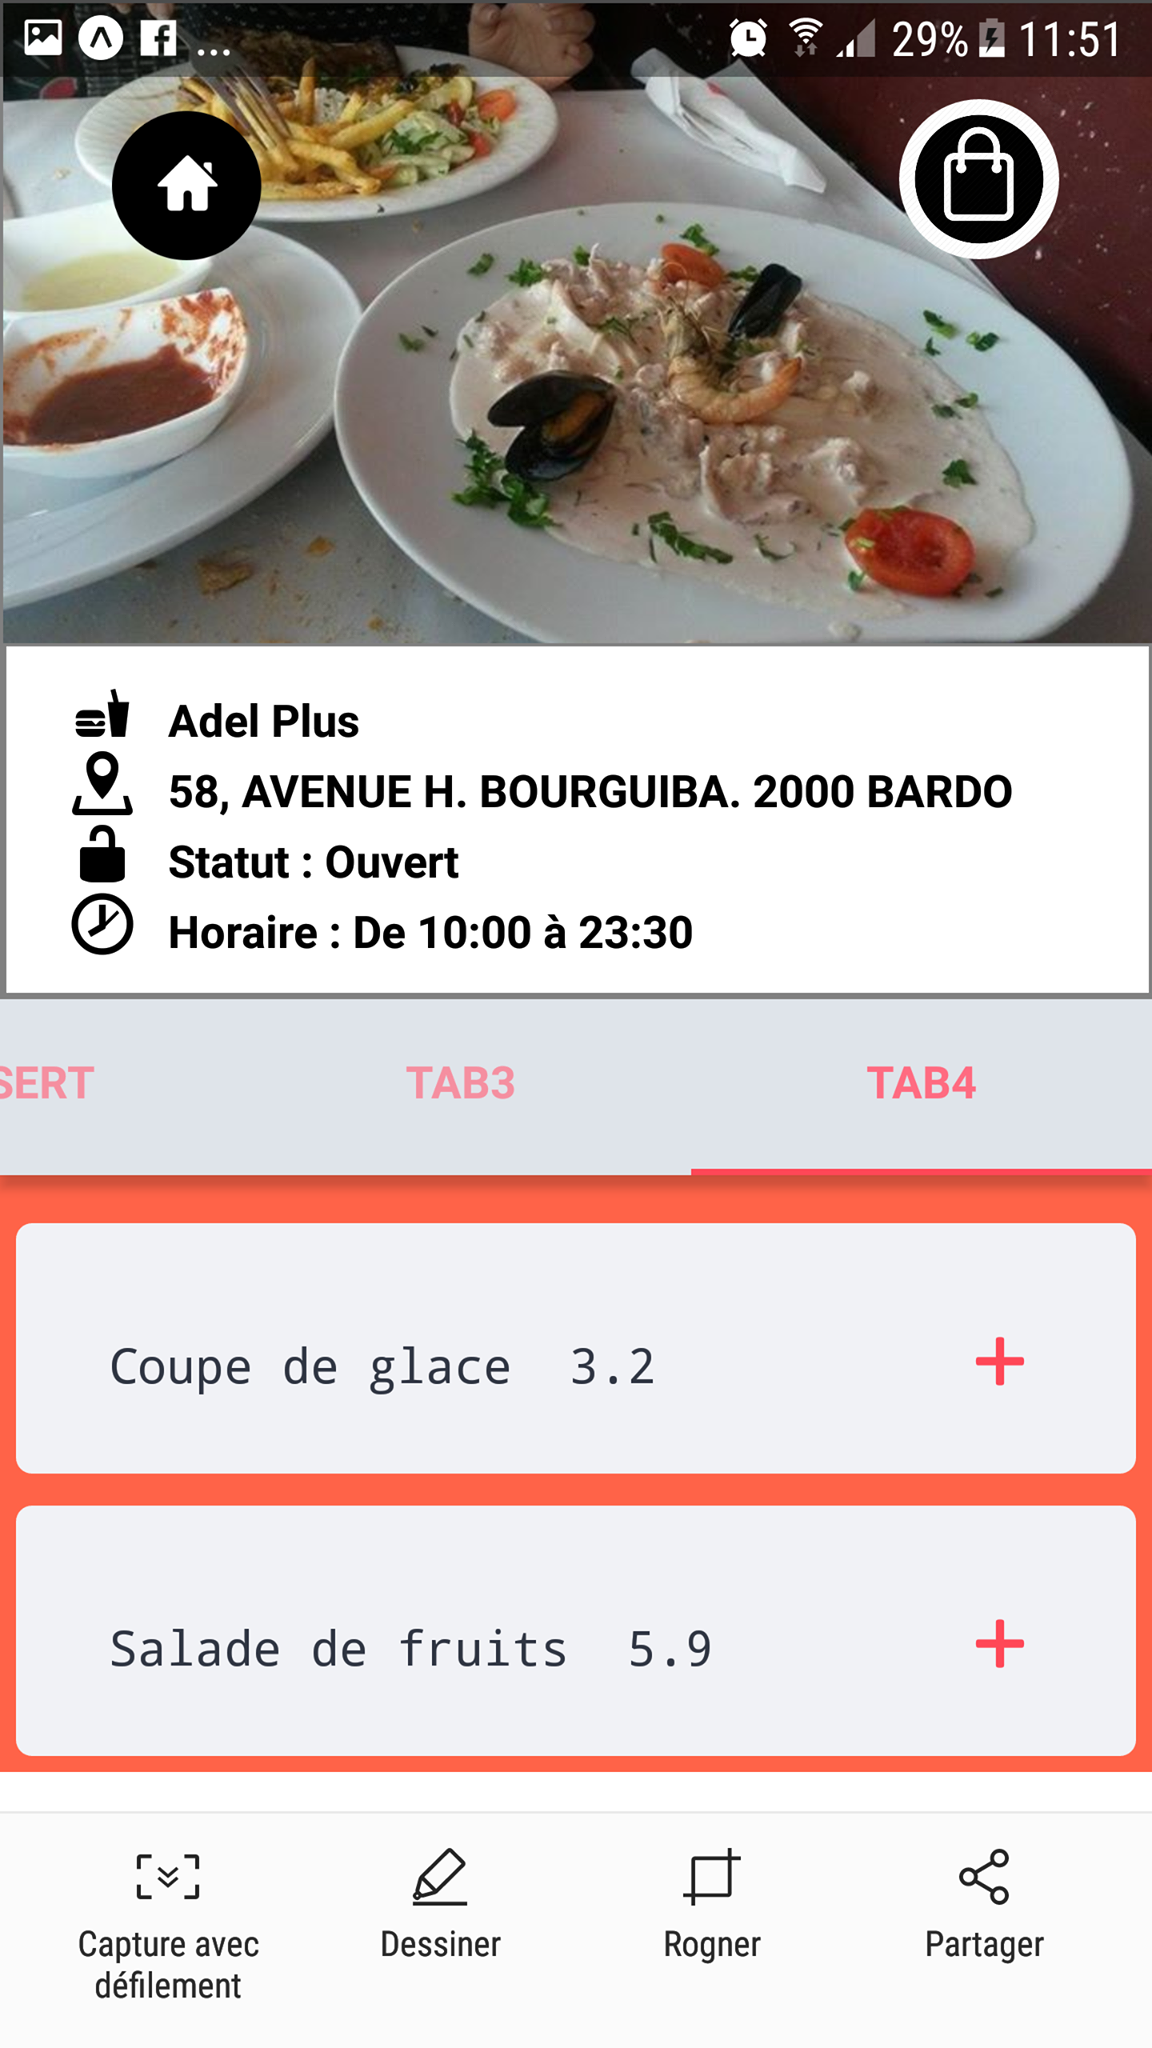 ... 29% 11:51
Adel Plus
58, AVENUE H. BOURGUIBA. 2000 BARDO
Statut : Ouvert
Horaire : De 10:00 à 23:30
SERT TAB3 TAB4
Coupe de glace 3.2 +
Salade de fruits 5.9 +
Capture avec défilement
Dessiner
Rogner
Partager